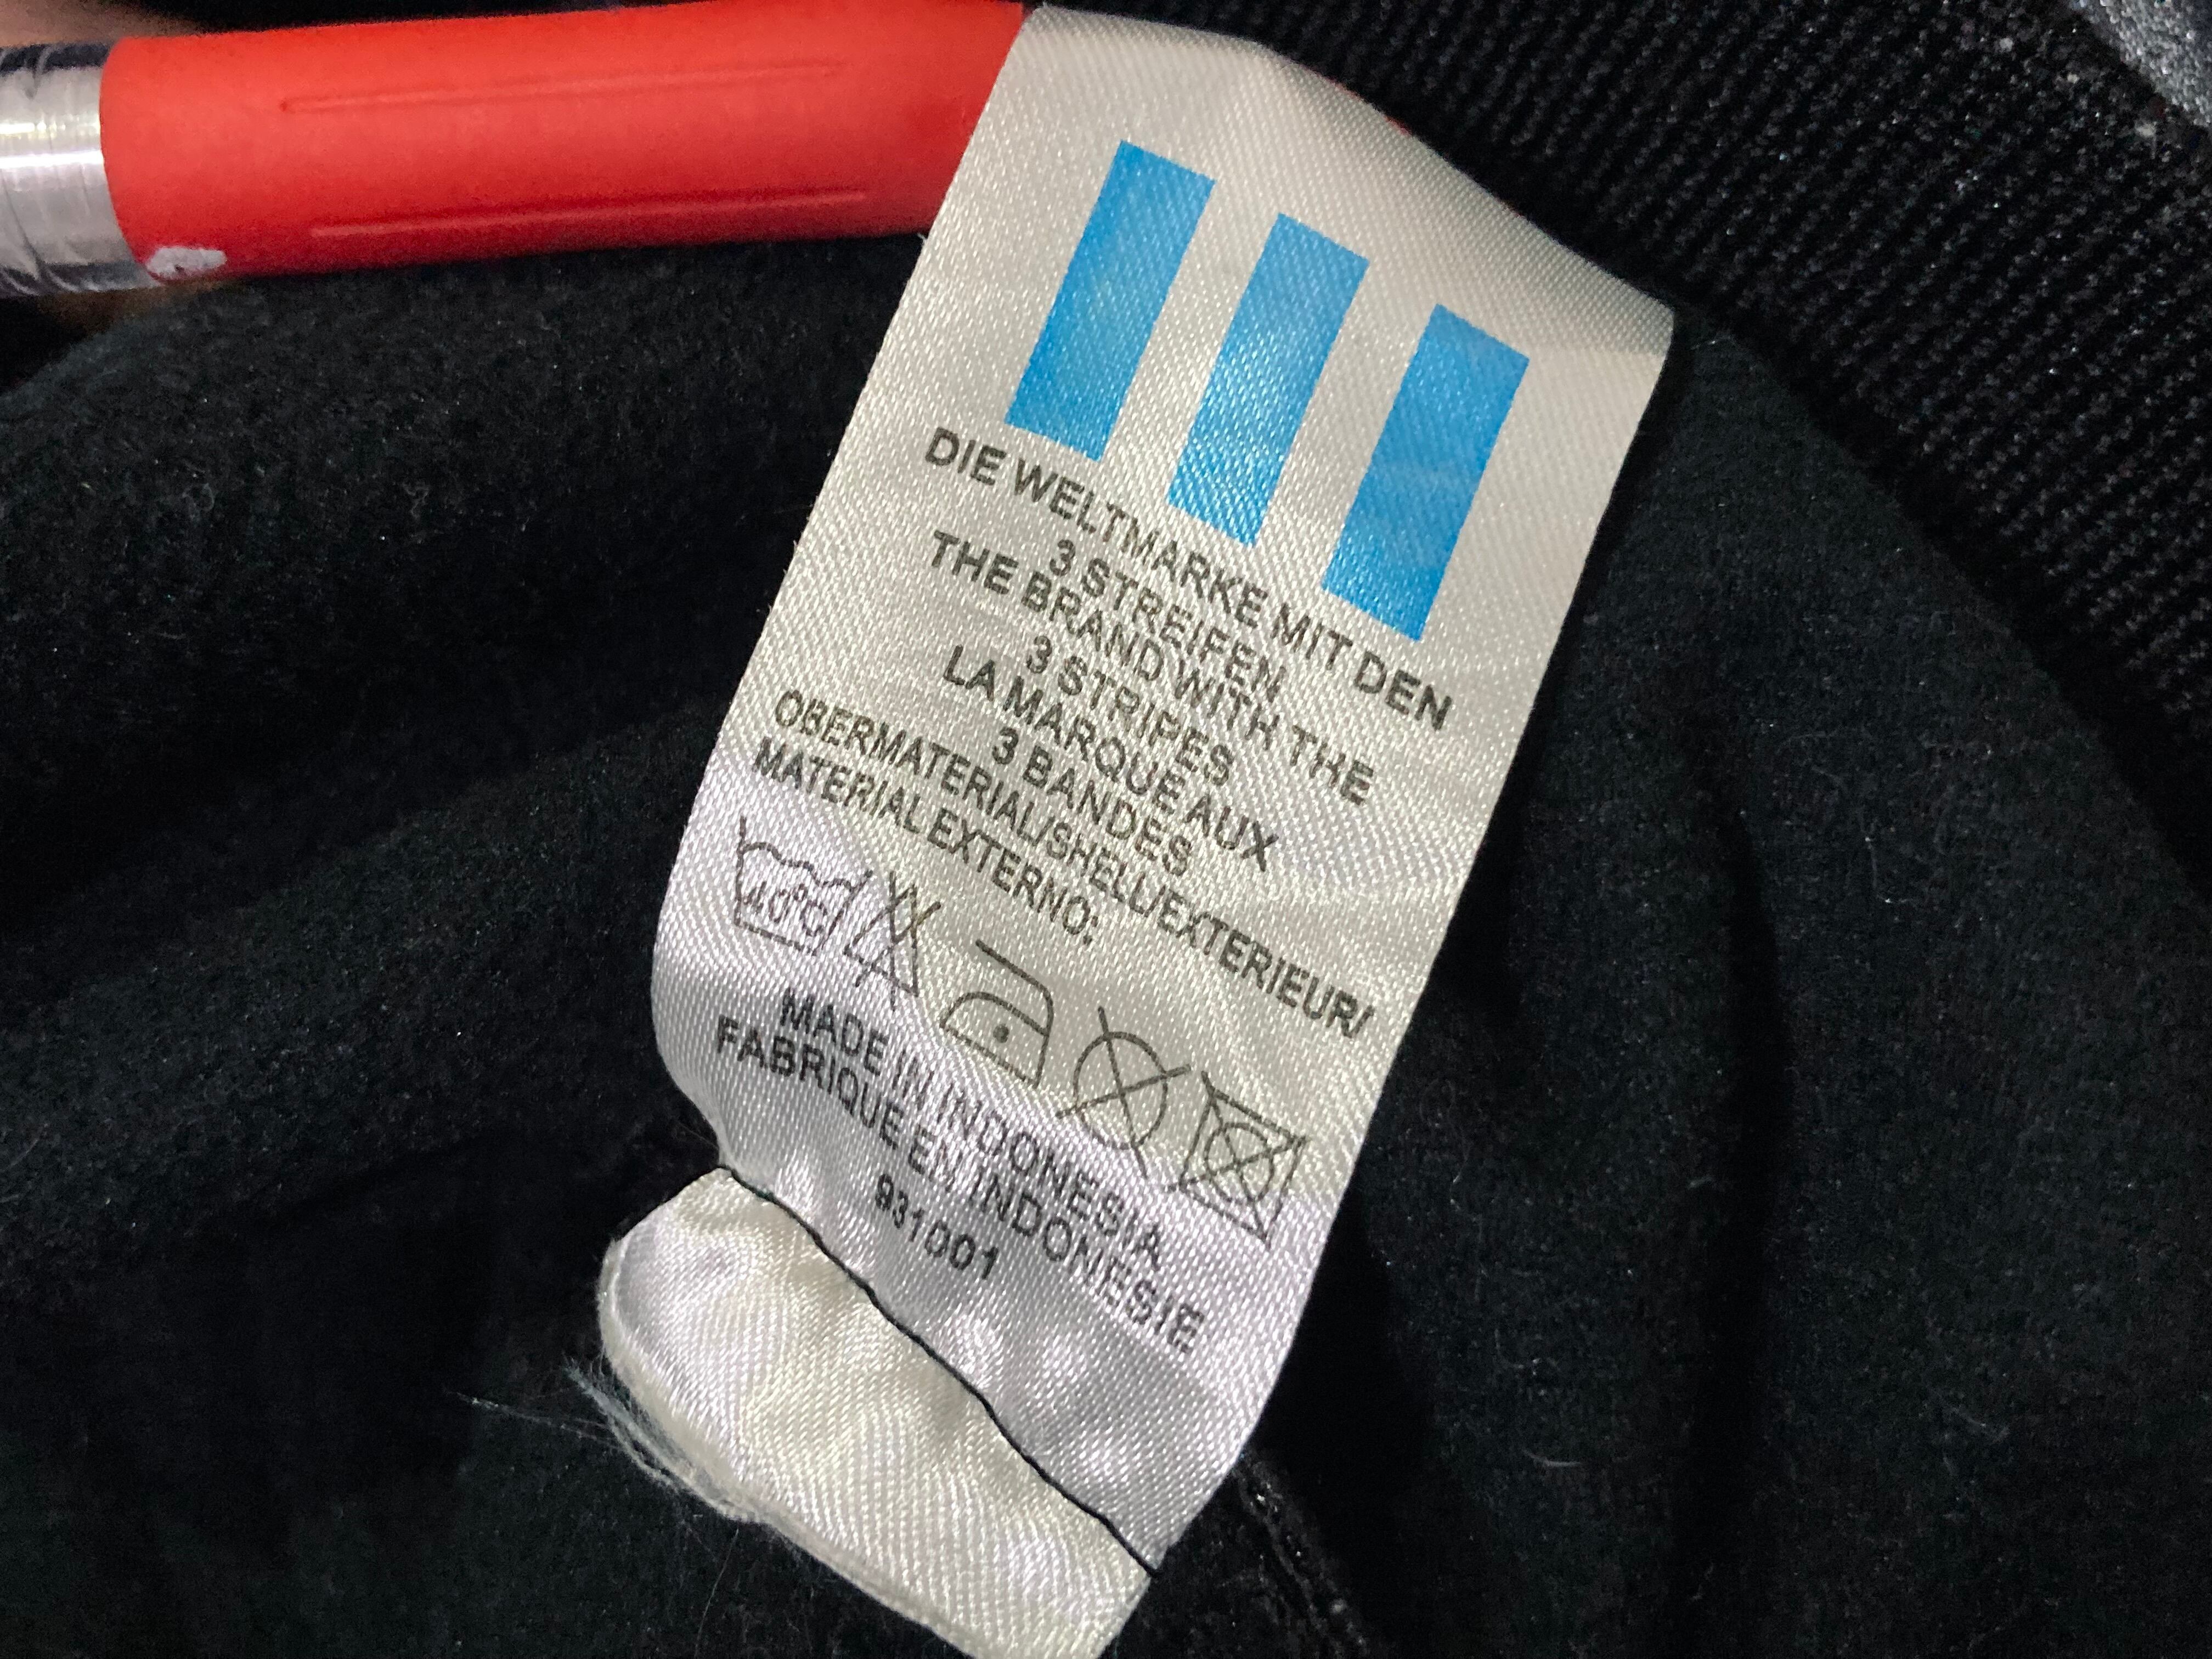 DIE WELTMARKE MIT DEN
3 STREIFEN
THE BRAND WITH THE
3 STRIPES
LA MARQUE AUX
3 BANDES
OBERMATERIAL/SHELL/EXTERIEUR/
MATERIAL EXTERNO:
40°C
MADE IN INDONESIA
FABRIQUE EN INDONESIE
931001